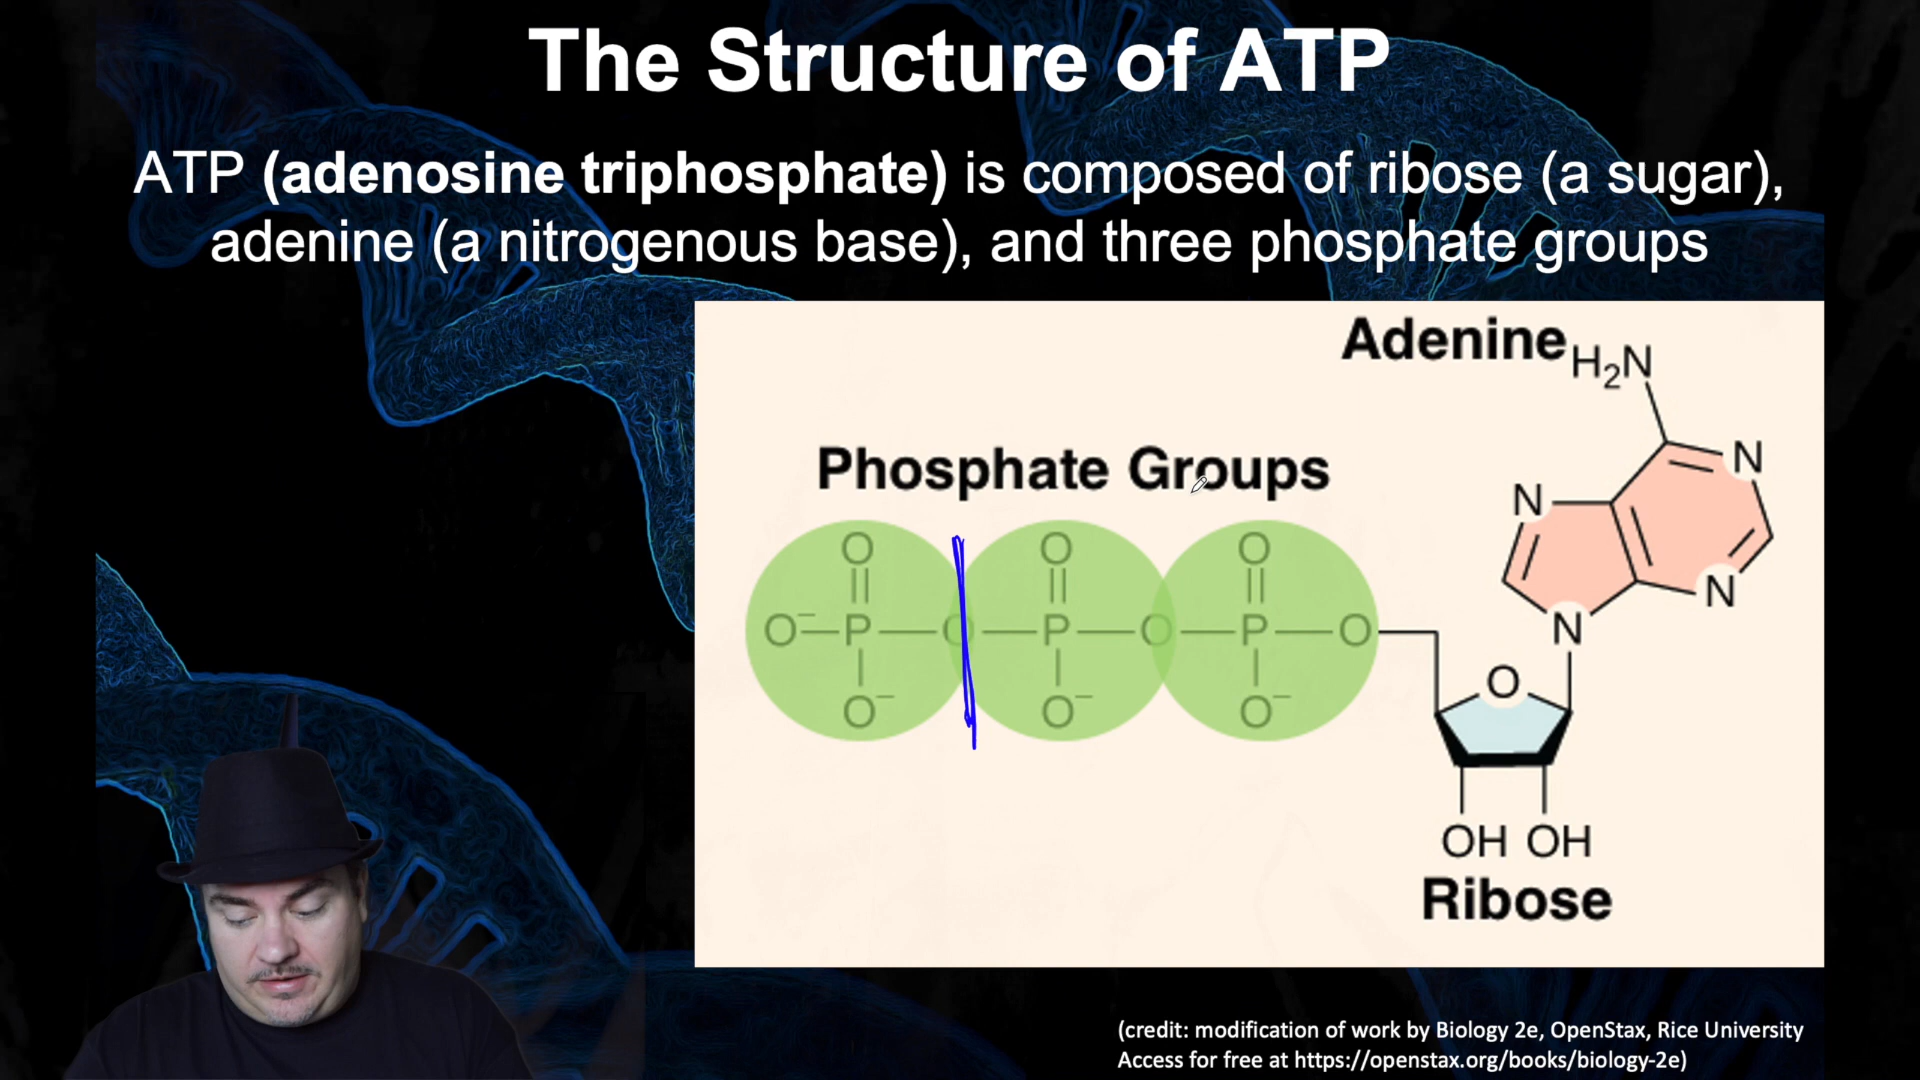 The Structure of ATP
ATP (adenosine triphosphate) is composed of ribose (a sugar),
adenine (a nitrogenous base), and three phosphate groups
Adenine
H₂N
Phosphate Groups
N
N
O O O
O⁻ P O P O P O
N
N
O⁻ O⁻ O⁻
O
OH OH
Ribose
(credit: modification of work by Biology 2e, OpenStax, Rice University
Access for free at https://openstax.org/books/biology-2e)